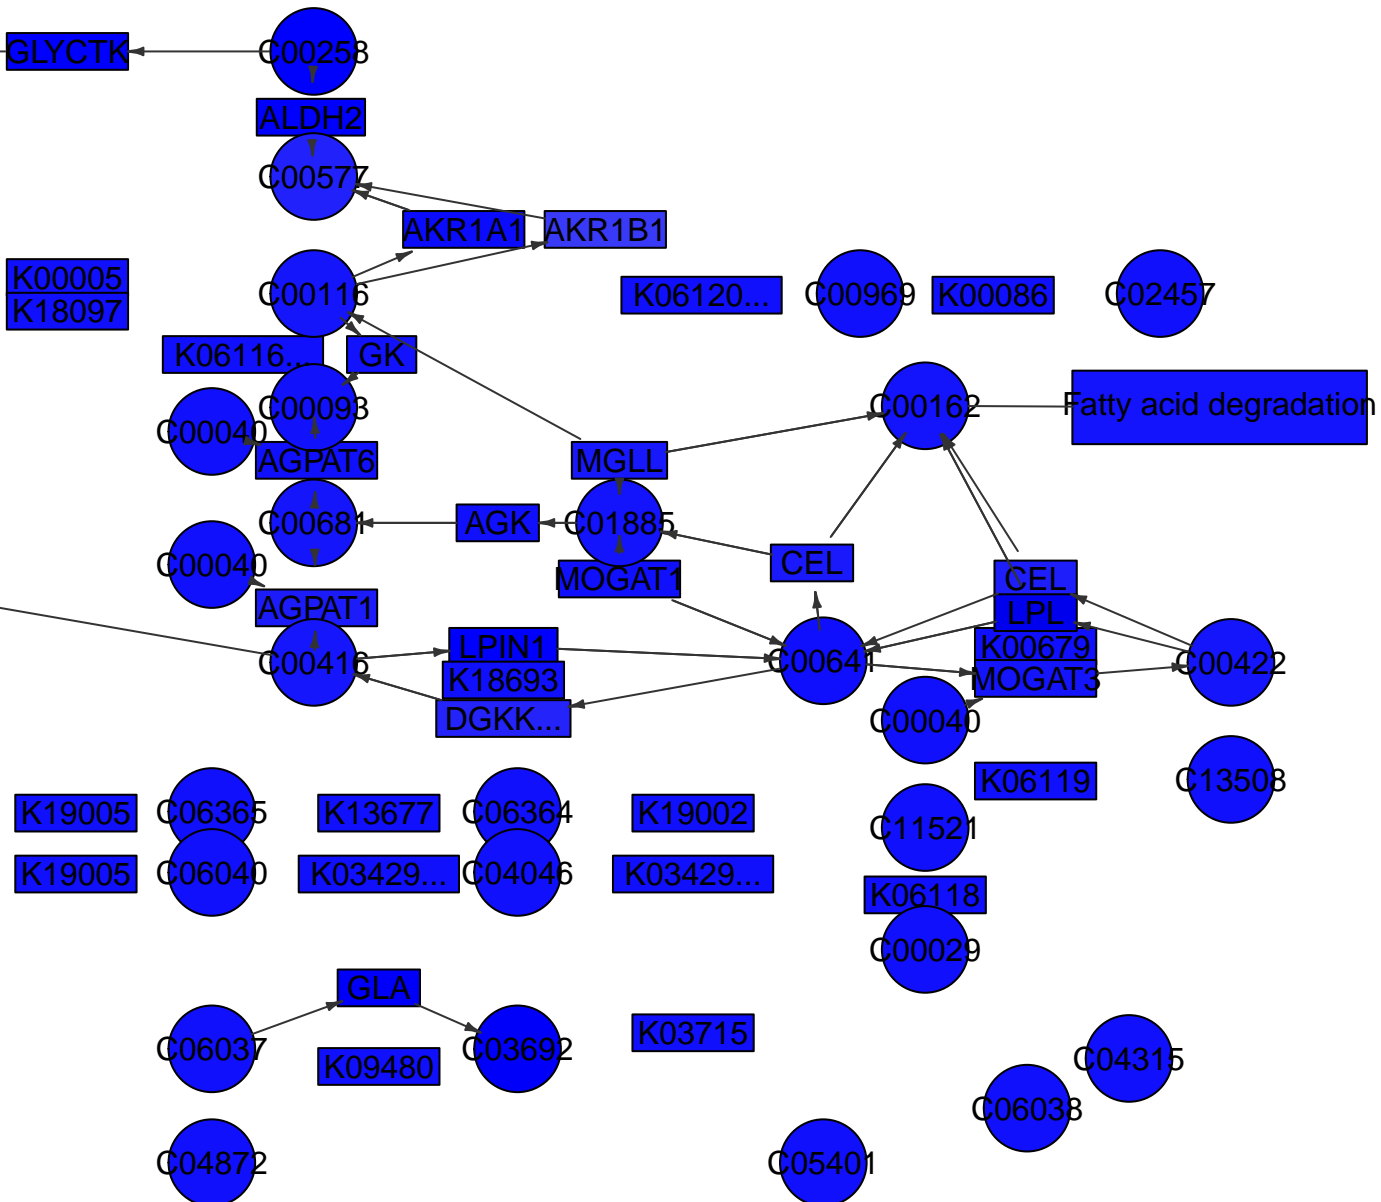 GLYCTK
C00258
ALDH2
C00577
AKR1A1
AKR1B1
K00005
K18097
C00116
K06120...
C00969
K00086
C02457
K06116...
GK
C00093
C00040
C00162
Fatty acid degradation
AGPAT6
MGLL
C00681
AGK
C01885
C00040
MOGAT1
CEL
CEL
AGPAT1
LPL
C00416
LPIN1
K18693
DGKK...
C00641
K00679
MOGAT3
C00422
C00040
K06119
C13508
K19005
C06365
K13677
C06364
K19002
C11521
K19005
C06040
K03429...
C04046
K03429...
K06118
C00029
GLA
C06037
K09480
C03692
K03715
C04315
C06038
C04872
C05401